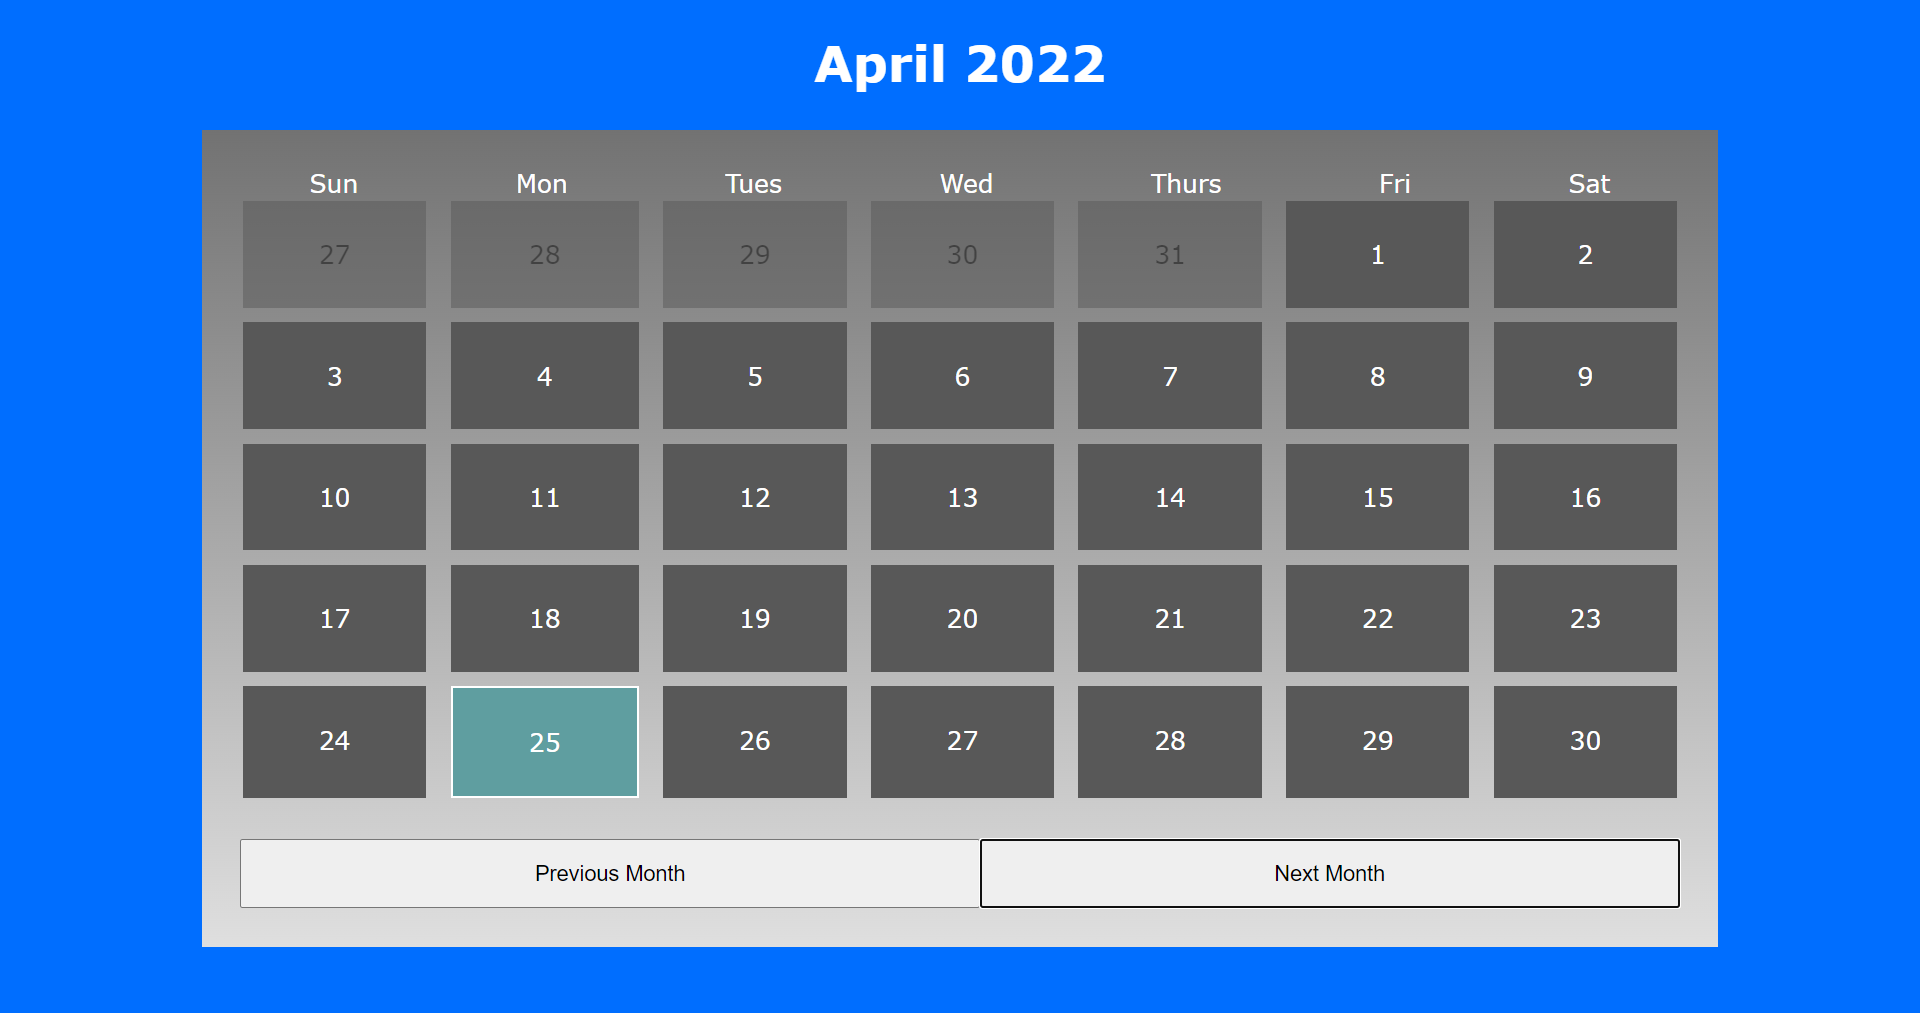 April 2022
Sun Mon Tues Wed Thurs Fri Sat
27 28 29 30 31 1 2
3 4 5 6 7 8 9
10 11 12 13 14 15 16
17 18 19 20 21 22 23
24 25 26 27 28 29 30
Previous Month Next Month